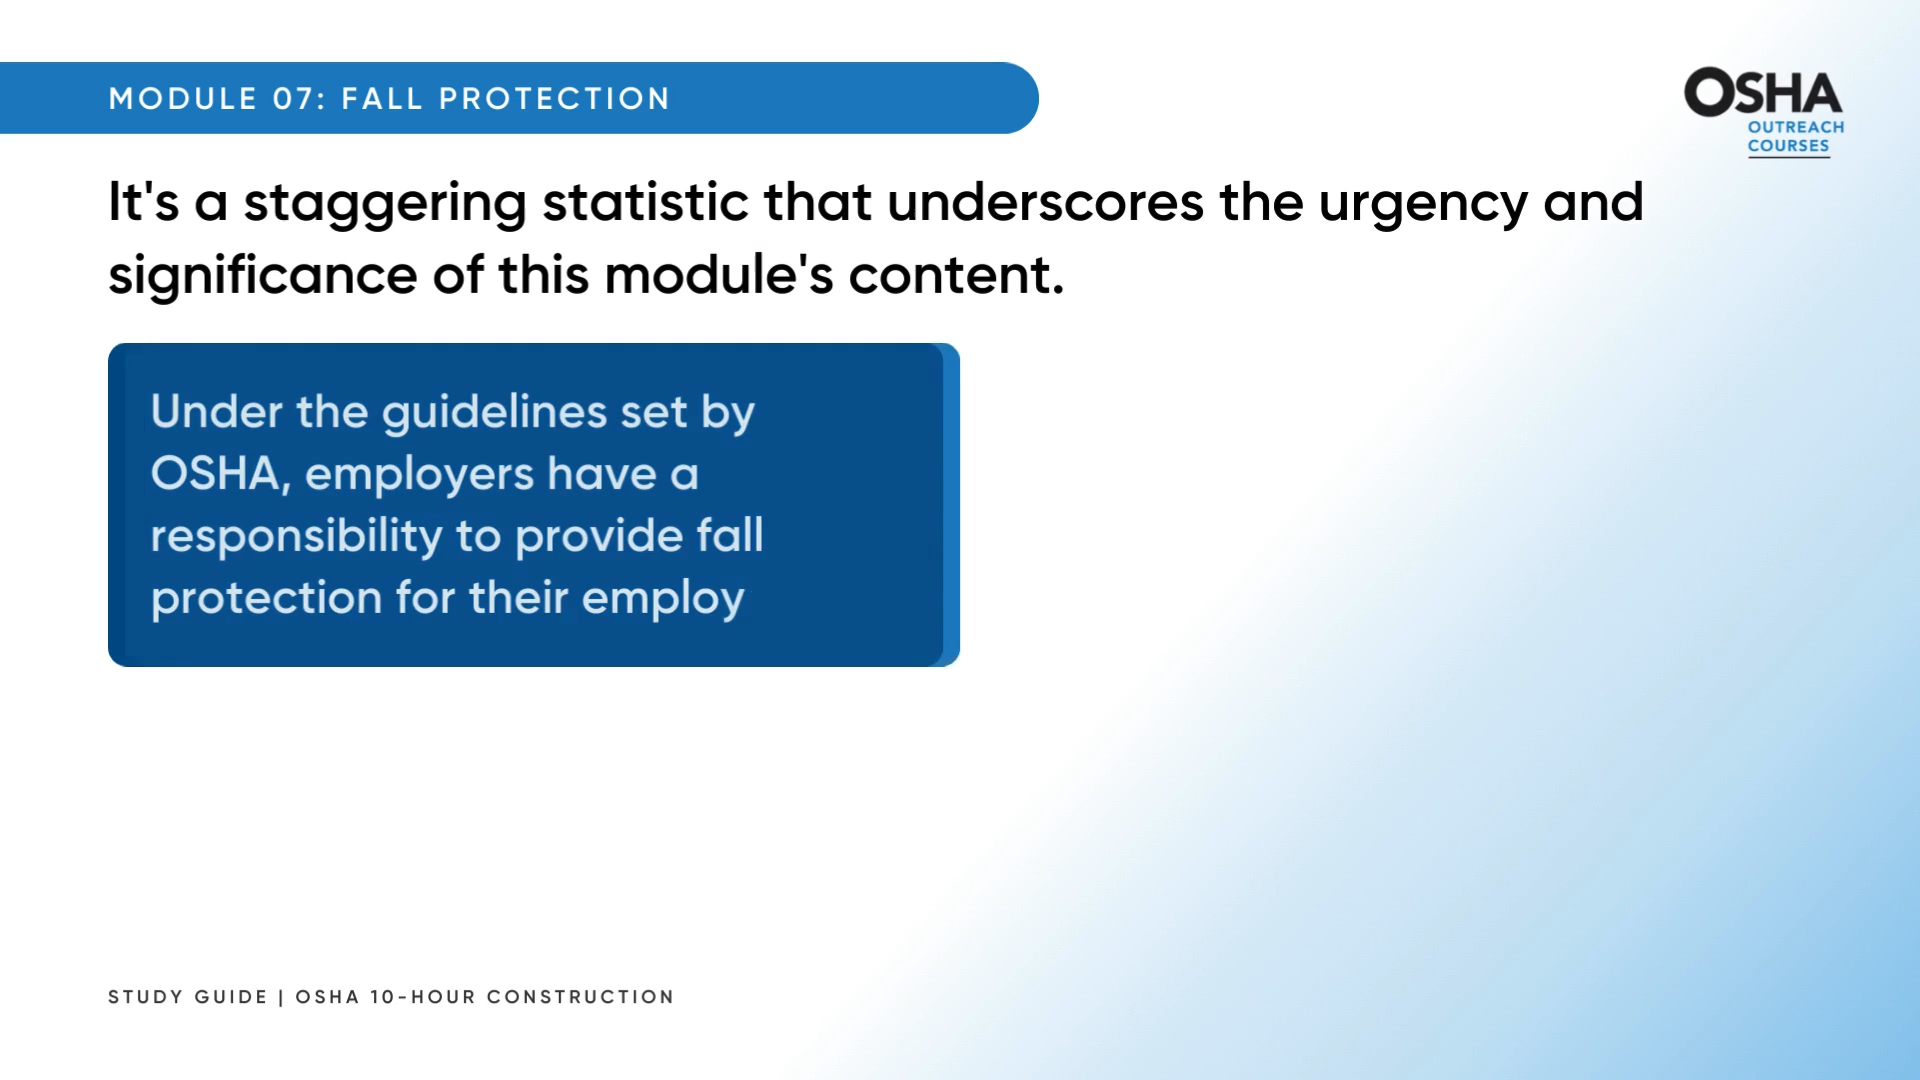 MODULE 07: FALL PROTECTION
OSHA
OUTREACH
COURSES
It's a staggering statistic that underscores the urgency and
significance of this module's content.
Under the guidelines set by
OSHA, employers have a
responsibility to provide fall
protection for their employ
STUDY GUIDE | OSHA 10-HOUR CONSTRUCTION